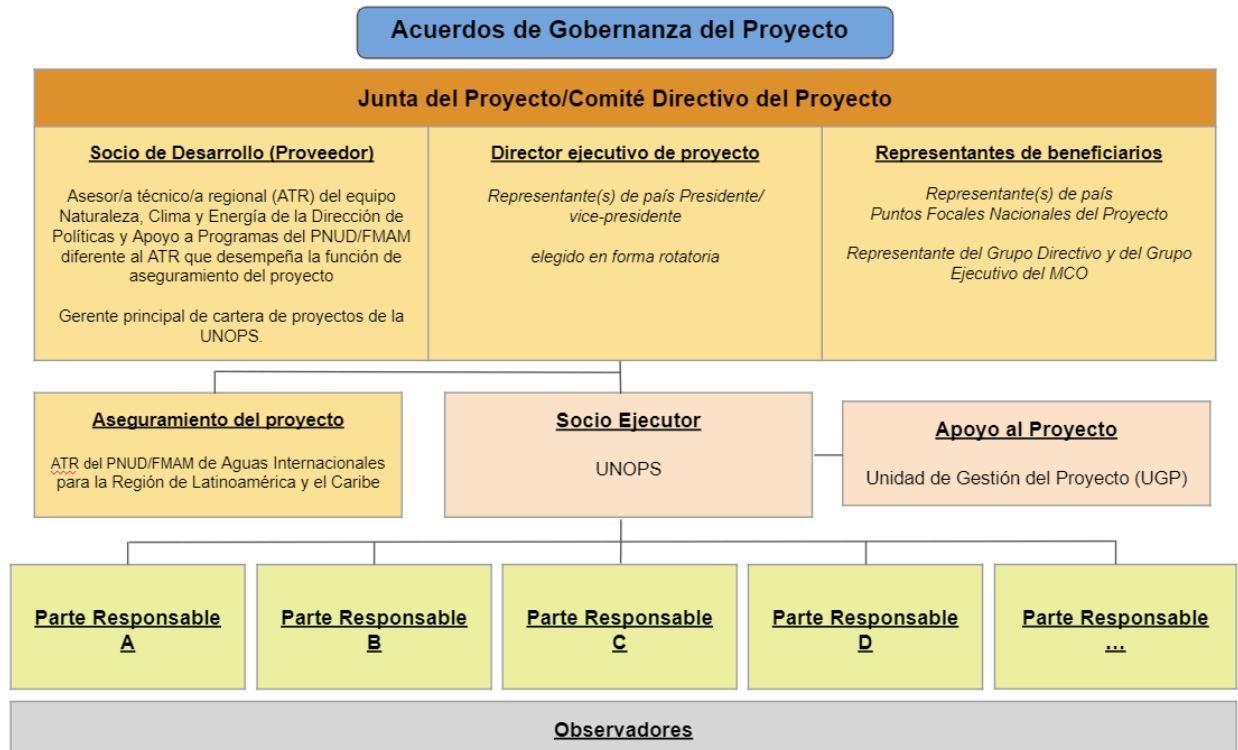 Acuerdos de Gobernanza del Proyecto
Junta del Proyecto/Comité Directivo del Proyecto
Socio de Desarrollo (Proveedor)
Asesor/a técnico/a regional (ATR) del equipo
Naturaleza, Clima y Energía de la Dirección de
Políticas y Apoyo a Programas del PNUD/FMAM
diferente al ATR que desempeña la función de
aseguramiento del proyecto
Gerente principal de cartera de proyectos de la
UNOPS.
Director ejecutivo de proyecto
Representante(s) de país Presidente/
vice-presidente
elegido en forma rotatoria
Representantes de beneficiarios
Representante(s) de país
Puntos Focales Nacionales del Proyecto
Representante del Grupo Directivo y del Grupo
Ejecutivo del MCO
Aseguramiento del proyecto
ATR del PNUD/FMAM de Aguas Internacionales
para la Región de Latinoamérica y el Caribe
Socio Ejecutor
UNOPS
Apoyo al Proyecto
Unidad de Gestión del Proyecto (UGP)
Parte Responsable
A
Parte Responsable
B
Parte Responsable
C
Parte Responsable
D
Parte Responsable
...
Observadores